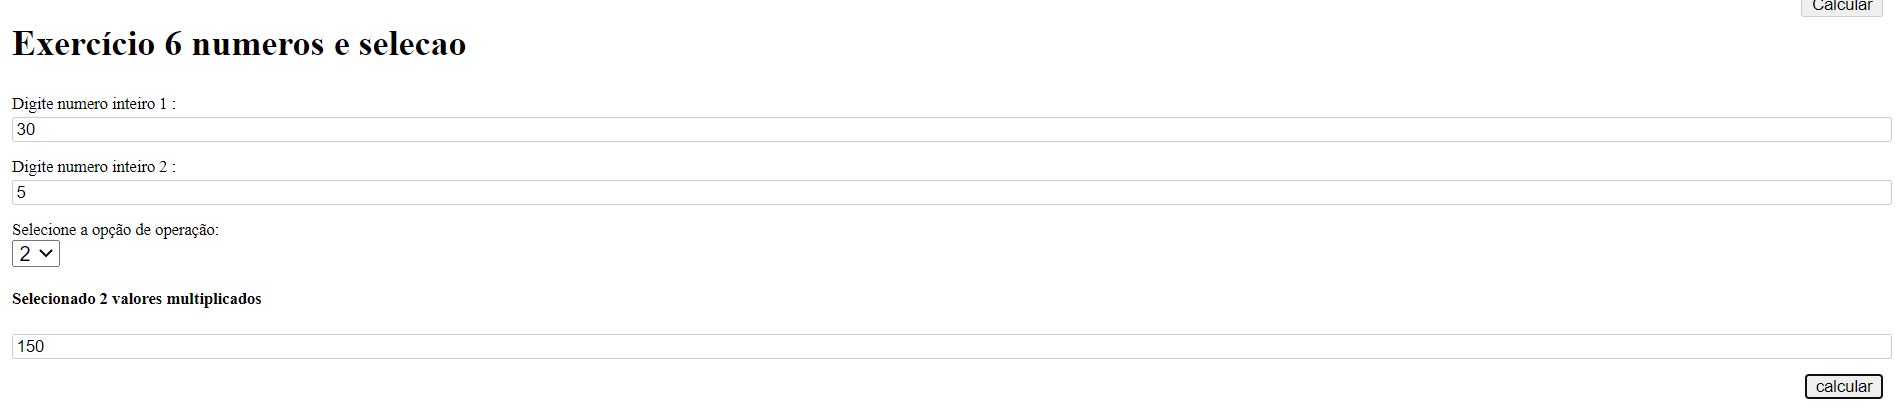 Calcular
Exercício 6 numeros e selecao
Digite numero inteiro 1 :
30
Digite numero inteiro 2 :
5
Selecione a opção de operação:
2
Selecionado 2 valores multiplicados
150
calcular